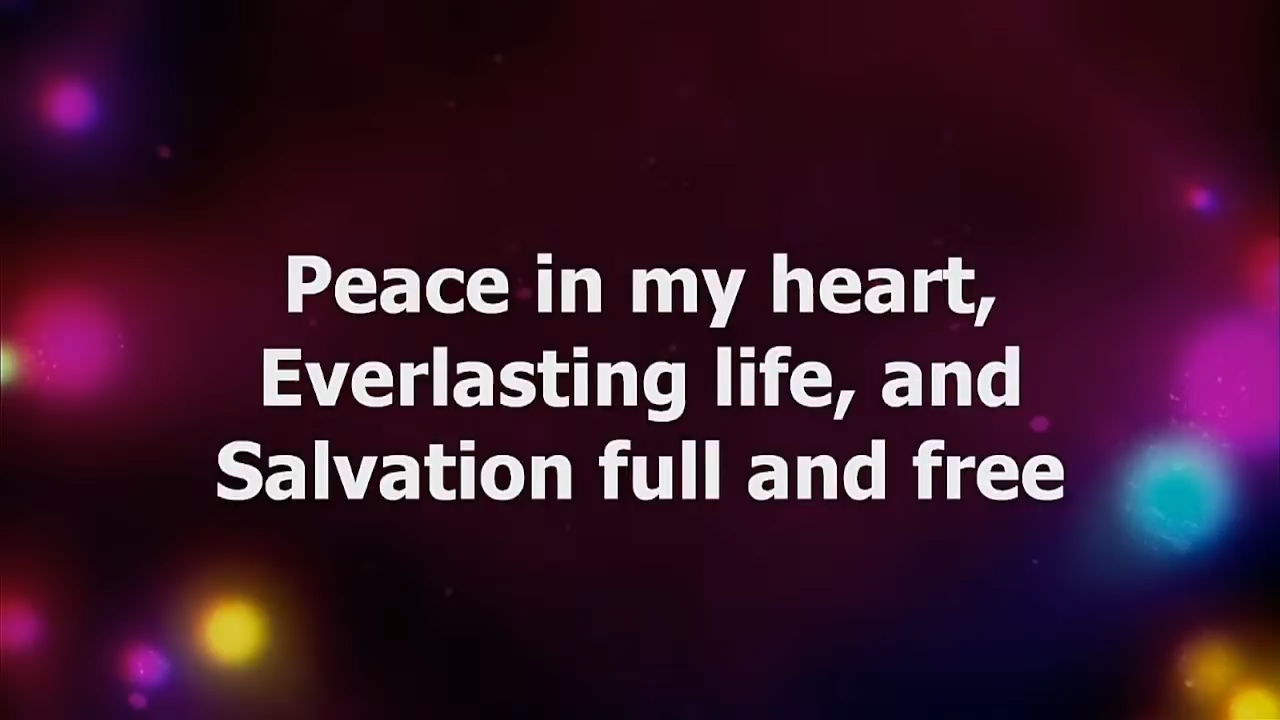 Peace in my heart,
Everlasting life, and
Salvation full and free